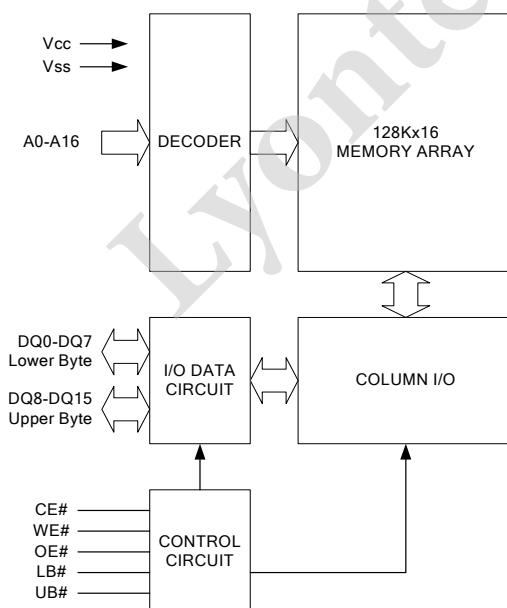 Vcc
Vss
A0-A16
DECODER
128Kx16
MEMORY ARRAY
DQ0-DQ7
Lower Byte
DQ8-DQ15
Upper Byte
I/O DATA
CIRCUIT
COLUMN I/O
CE#
WE#
OE#
LB#
UB#
CONTROL
CIRCUIT